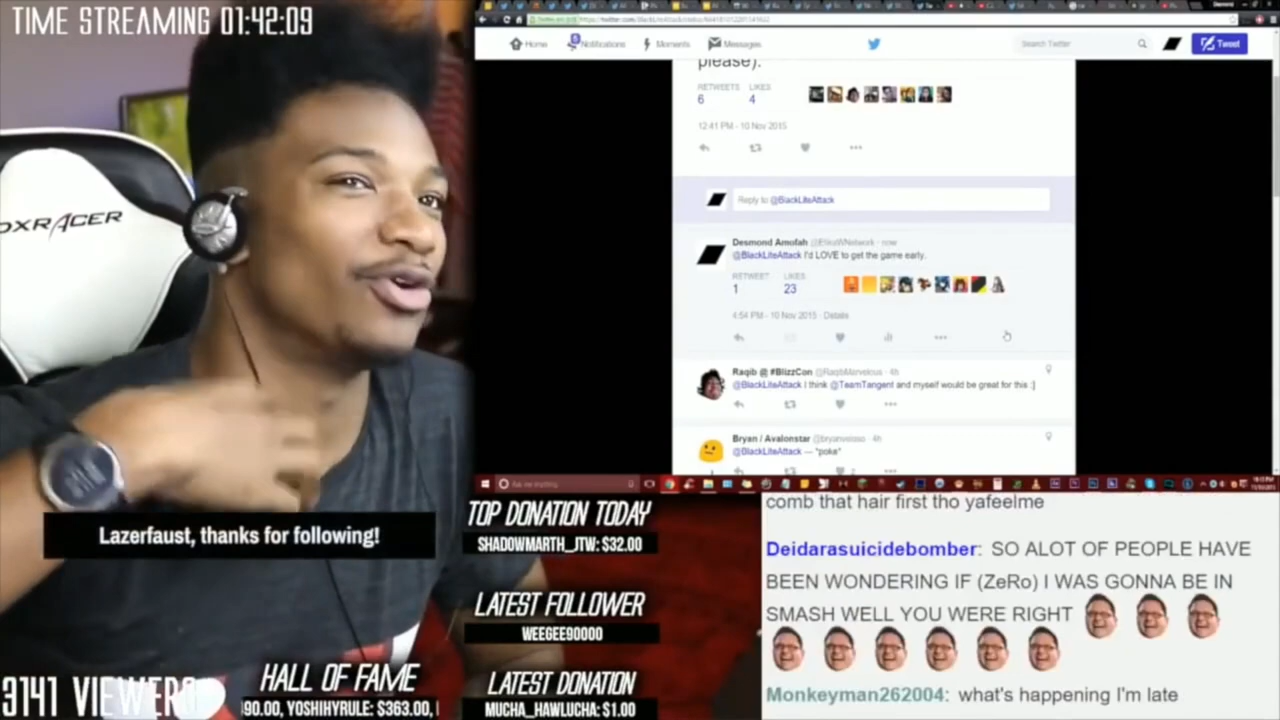 TIME STREAMING 01:42:09
DXRACER
Lazerfaust, thanks for following!
3141 VIEWERS
HALL OF FAME
$90.00, YOSHIHYRULE: $363.00,
TOP DONATION TODAY
SHADOWMARTH_JTW: $32.00
LATEST FOLLOWER
WEEGEE90000
LATEST DONATION
MUCHA_HAWLUCHA: $1.00
Home
Notifications
Moments
Messages
Search Twitter
Tweet
please).
RETWEETS LIKES
6 4
12:41 PM - 10 Nov 2015
Reply to @BlackLiteAttack
Desmond Amofah @EtikaWNetwork · now
@BlackLiteAttack I'd LOVE to get the game early.
RETWEET LIKES
1 23
4:54 PM - 10 Nov 2015 · Details
Raqib @ #BlizzCon @RaqibMarvelous · 4h
@BlackLiteAttack I think @TeamTangent and myself would be great for this :]
Bryan / Avalonstar @bryanveloso · 4h
@BlackLiteAttack — *poke*
comb that hair first tho yafeelme
Deidarasuicidebomber: SO ALOT OF PEOPLE HAVE
BEEN WONDERING IF (ZeRo) I WAS GONNA BE IN
SMASH WELL YOU WERE RIGHT
Monkeyman262004: what's happening I'm late